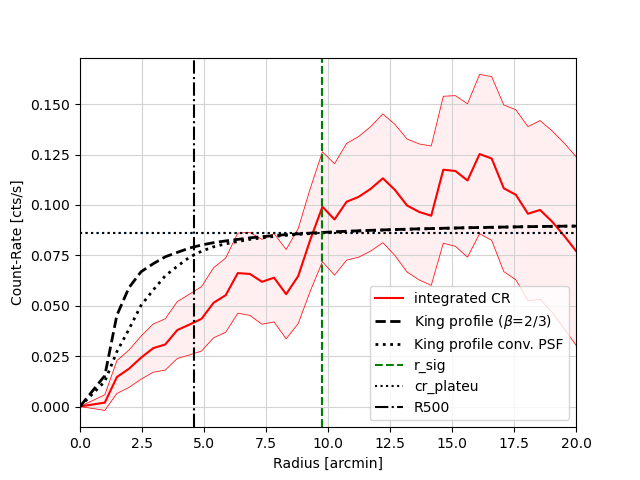 0.150
0.125
0.100
0.075
0.050
0.025
0.000
Count-Rate [cts/s]
integrated CR
King profile (β=2/3)
King profile conv. PSF
r_sig
cr_plateu
R500
0.0 2.5 5.0 7.5 10.0 12.5 15.0 17.5 20.0
Radius [arcmin]